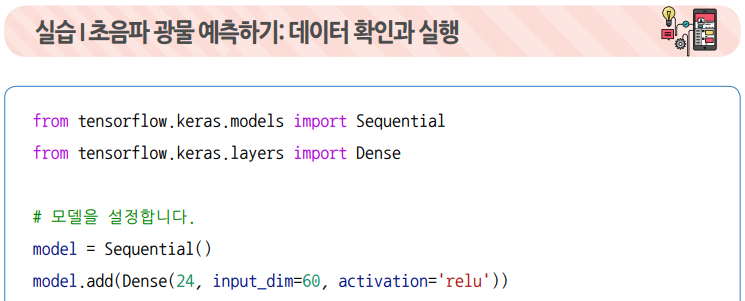 실습 | 초음파 광물 예측하기: 데이터 확인과 실행
from tensorflow.keras.models import Sequential
from tensorflow.keras.layers import Dense
# 모델을 설정합니다.
model = Sequential()
model.add(Dense(24, input_dim=60, activation='relu'))